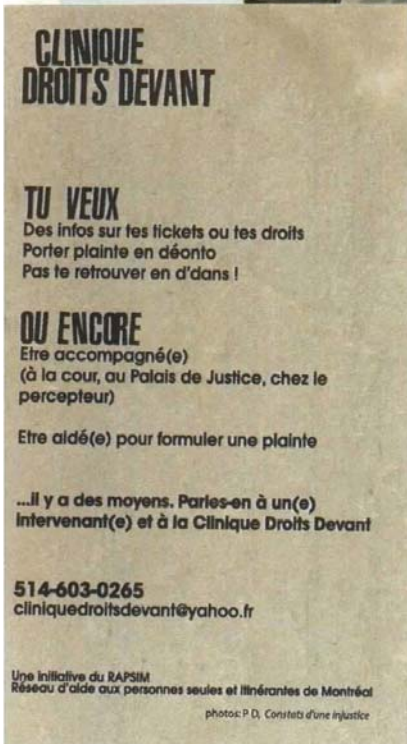 CLINIQUE
DROITS DEVANT
TU VEUX
Des infos sur tes tickets ou tes droits
Porter plainte en déonto
Pas te retrouver en d'dans !
OU ENCORE
Etre accompagné(e)
(à la cour, au Palais de Justice, chez le
percepteur)
Etre aidé(e) pour formuler une plainte
...il y a des moyens. Parles-en à un(e)
intervenant(e) et à la Clinique Droits Devant
514-603-0265
cliniquedroitsdevant@yahoo.fr
Une initiative du RAPSIM
Réseau d'aide aux personnes seules et itinérantes de Montréal
photos: P D, Constats d'une injustice